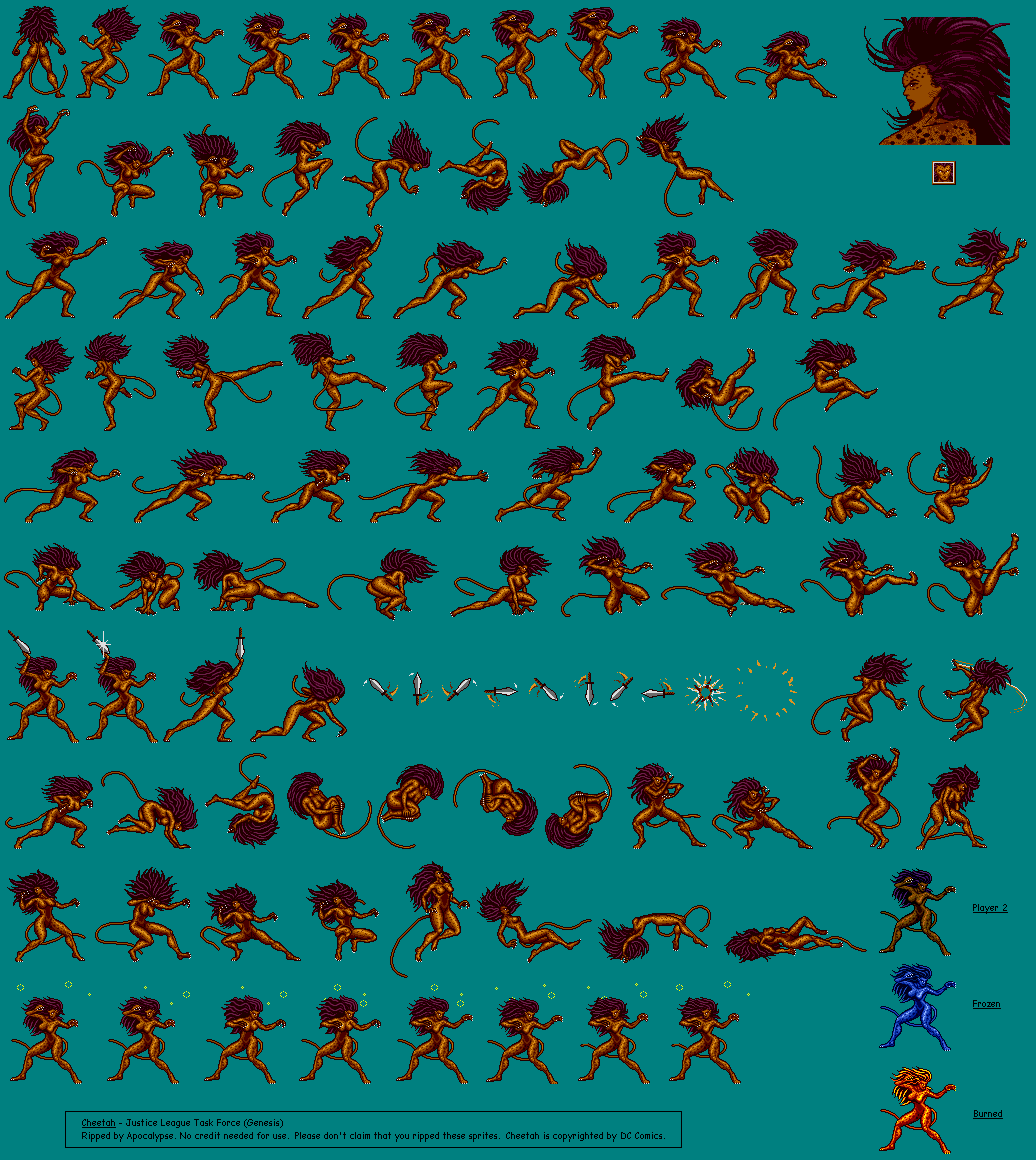 Player 2
Frozen
Burned
Cheetah - Justice League Task Force (Genesis)
Ripped by Apocalypse. No credit needed for use. Please don't claim that you ripped these sprites. Cheetah is copyrighted by DC Comics.